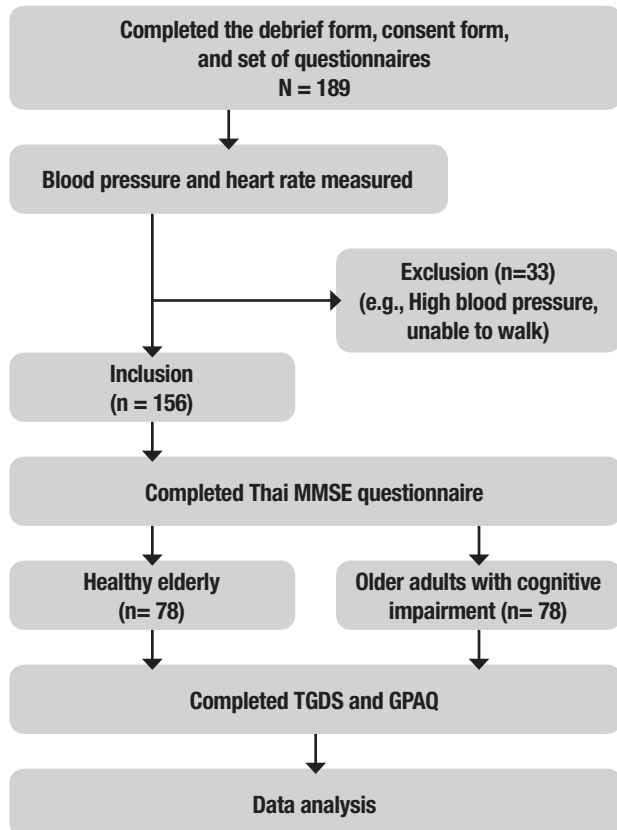 Completed the debrief form, consent form,
and set of questionnaires
N = 189
Blood pressure and heart rate measured
Exclusion (n=33)
(e.g., High blood pressure,
unable to walk)
Inclusion
(n = 156)
Completed Thai MMSE questionnaire
Healthy elderly
(n= 78)
Older adults with cognitive
impairment (n= 78)
Completed TGDS and GPAQ
Data analysis